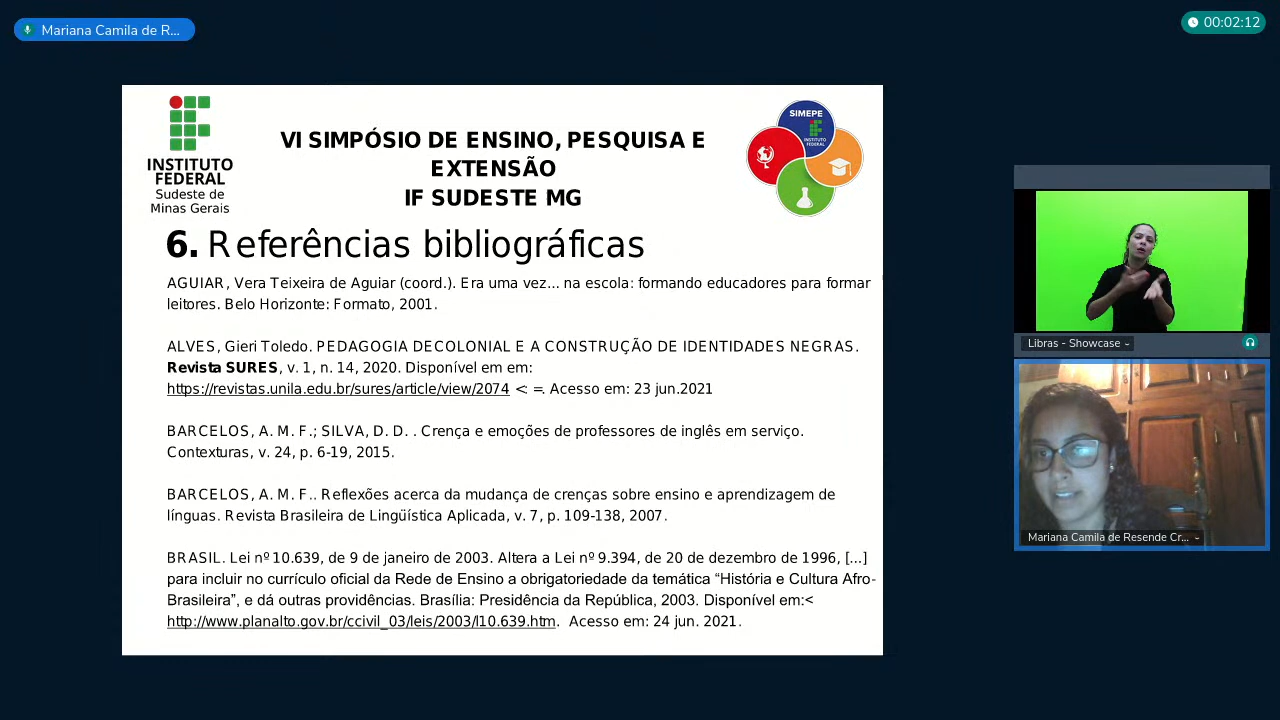 Mariana Camila de R...
00:02:12
INSTITUTO
FEDERAL
Sudeste de
Minas Gerais
VI SIMPÓSIO DE ENSINO, PESQUISA E
EXTENSÃO
IF SUDESTE MG
SIMEPE
INSTITUTO
FEDERAL
6. Referências bibliográficas
AGUIAR, Vera Teixeira de Aguiar (coord.). Era uma vez... na escola: formando educadores para formar
leitores. Belo Horizonte: Formato, 2001.
ALVES, Gieri Toledo. PEDAGOGIA DECOLONIAL E A CONSTRUÇÃO DE IDENTIDADES NEGRAS.
Revista SURES, v. 1, n. 14, 2020. Disponível em em:
https://revistas.unila.edu.br/sures/article/view/2074 <: =. Acesso em: 23 jun.2021
BARCELOS, A. M. F.; SILVA, D. D. . Crença e emoções de professores de inglês em serviço.
Contexturas, v. 24, p. 6-19, 2015.
BARCELOS, A. M. F.. Reflexões acerca da mudança de crenças sobre ensino e aprendizagem de
línguas. Revista Brasileira de Lingüística Aplicada, v. 7, p. 109-138, 2007.
BRASIL. Lei nº 10.639, de 9 de janeiro de 2003. Altera a Lei nº 9.394, de 20 de dezembro de 1996, [...]
para incluir no currículo oficial da Rede de Ensino a obrigatoriedade da temática “História e Cultura Afro-
Brasileira”, e dá outras providências. Brasília: Presidência da República, 2003. Disponível em:<
http://www.planalto.gov.br/ccivil_03/leis/2003/l10.639.htm. Acesso em: 24 jun. 2021.
Libras - Showcase
Mariana Camila de Resende Cr...